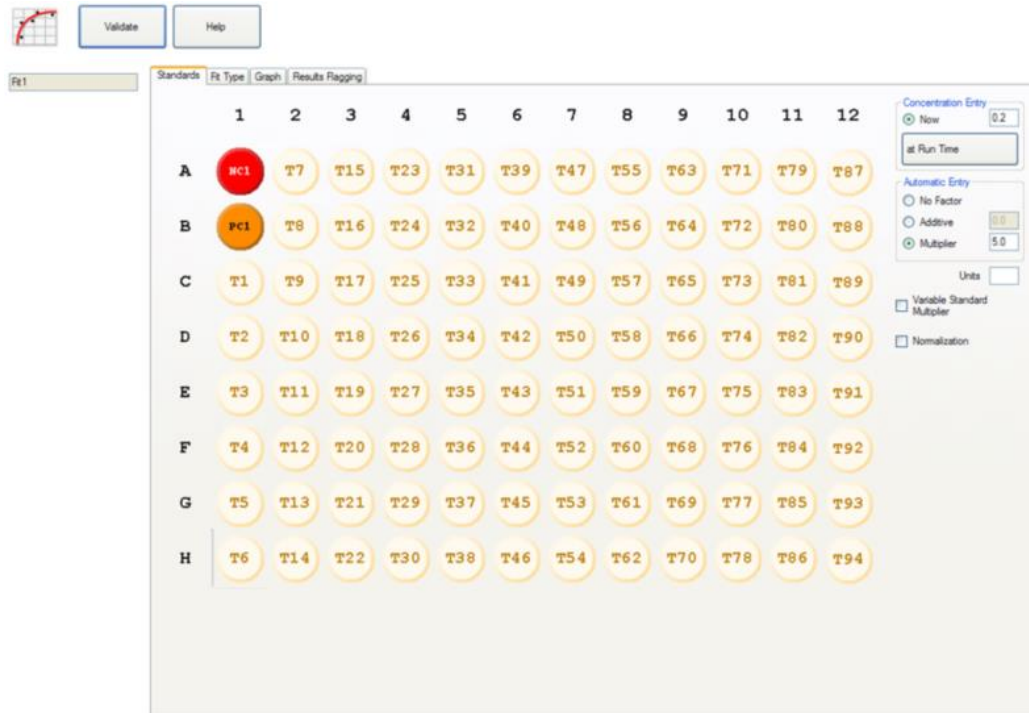 Validate Help
Fit1
Standards Fit Type Graph Results Flagging
1 2 3 4 5 6 7 8 9 10 11 12
A NC1 T7 T15 T23 T31 T39 T47 T55 T63 T71 T79 T87
B PC1 T8 T16 T24 T32 T40 T48 T56 T64 T72 T80 T88
C T1 T9 T17 T25 T33 T41 T49 T57 T65 T73 T81 T89
D T2 T10 T18 T26 T34 T42 T50 T58 T66 T74 T82 T90
E T3 T11 T19 T27 T35 T43 T51 T59 T67 T75 T83 T91
F T4 T12 T20 T28 T36 T44 T52 T60 T68 T76 T84 T92
G T5 T13 T21 T29 T37 T45 T53 T61 T69 T77 T85 T93
H T6 T14 T22 T30 T38 T46 T54 T62 T70 T78 T86 T94
Concentration Entry
Now 0.2
at Run Time
Automatic Entry
No Factor
Additive 0.0
Multiplier 5.0
Units
Variable Standard
Multiplier
Normalization